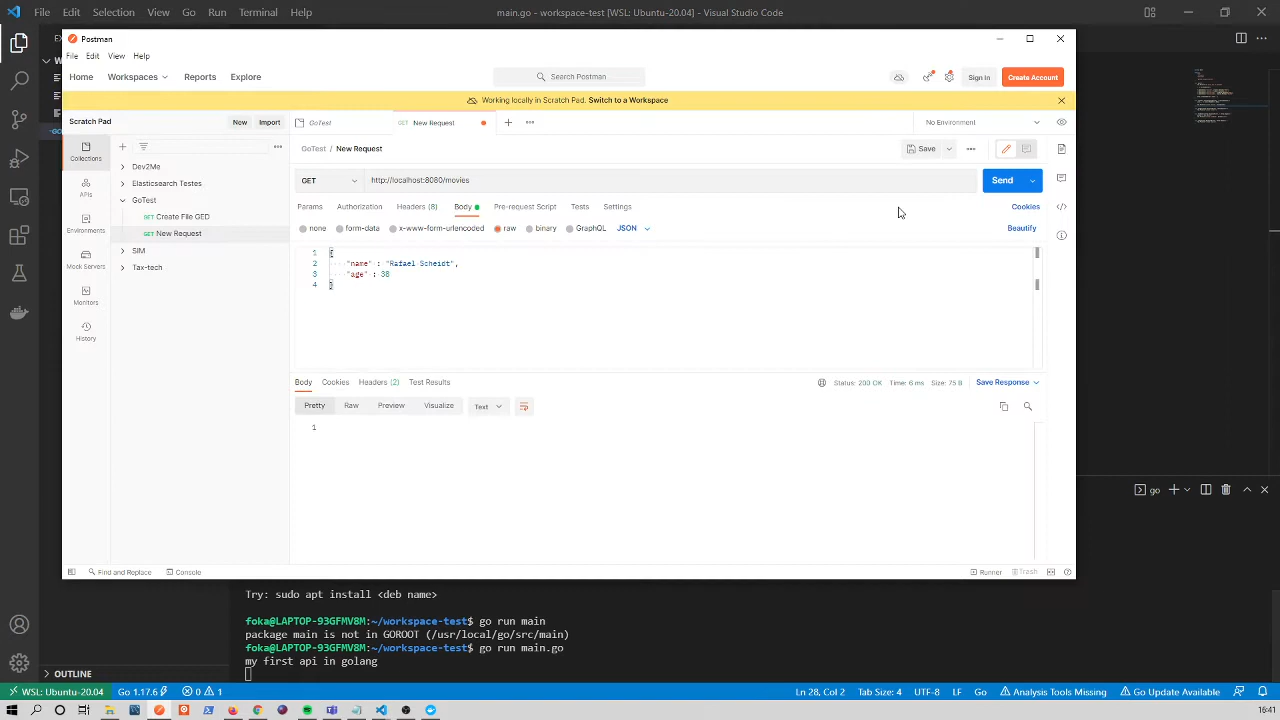 File Edit Selection View Go Run Terminal Help
main.go - workspace-test [WSL: Ubuntu-20.04] - Visual Studio Code
Postman
File Edit View Help
Home Workspaces Reports Explore
Search Postman
Sign In
Create Account
Working locally in Scratch Pad. Switch to a Workspace
Scratch Pad
New Import
GoTest
GET New Request
No Environment
GoTest / New Request
Save
Collections
APIs
Environments
Mock Servers
Monitors
History
Dev2Me
Elasticsearch Testes
GoTest
GET Create File GED
GET New Request
SIM
Tax-tech
GET
http://localhost:8080/movies
Send
Params Authorization Headers (8) Body Pre-request Script Tests Settings
Cookies
none form-data x-www-form-urlencoded raw binary GraphQL JSON
Beautify
1 {
2 "name" : "Rafael Scheidt",
3 "age" : 38
4 }
Body Cookies Headers (2) Test Results
Status: 200 OK Time: 6 ms Size: 75 B Save Response
Pretty Raw Preview Visualize Text
1
Find and Replace Console
Runner Trash
go
Try: sudo apt install <deb name>
foka@LAPTOP-93GFMV8M:~/workspace-test$ go run main
package main is not in GOROOT (/usr/local/go/src/main)
foka@LAPTOP-93GFMV8M:~/workspace-test$ go run main.go
my first api in golang
OUTLINE
WSL: Ubuntu-20.04 Go 1.17.6 0 1
Ln 28, Col 2 Tab Size: 4 UTF-8 LF Go Analysis Tools Missing Go Update Available
16:41